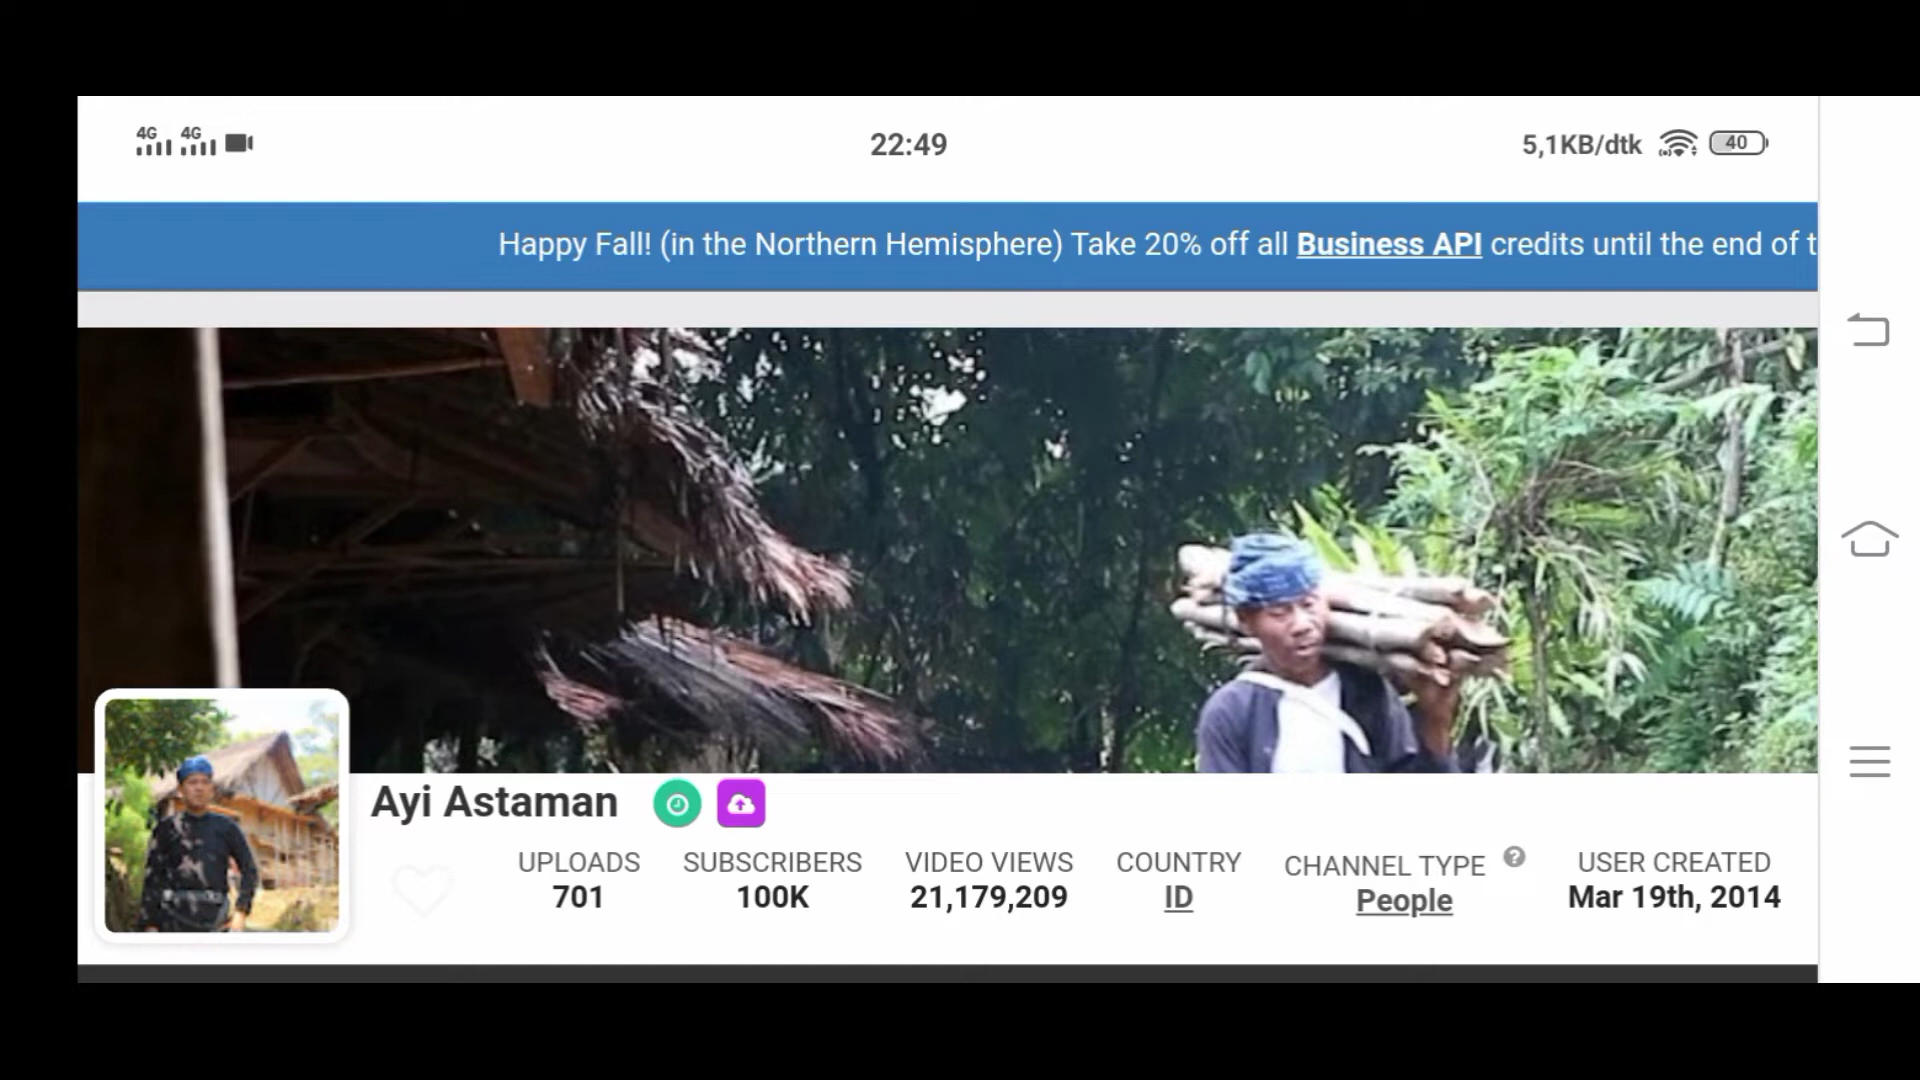 4G 4G 22:49 5,1KB/dtk 40
Happy Fall! (in the Northern Hemisphere) Take 20% off all Business API credits until the end of t
Ayi Astaman
UPLOADS SUBSCRIBERS VIDEO VIEWS COUNTRY CHANNEL TYPE ? USER CREATED
701 100K 21,179,209 ID People Mar 19th, 2014